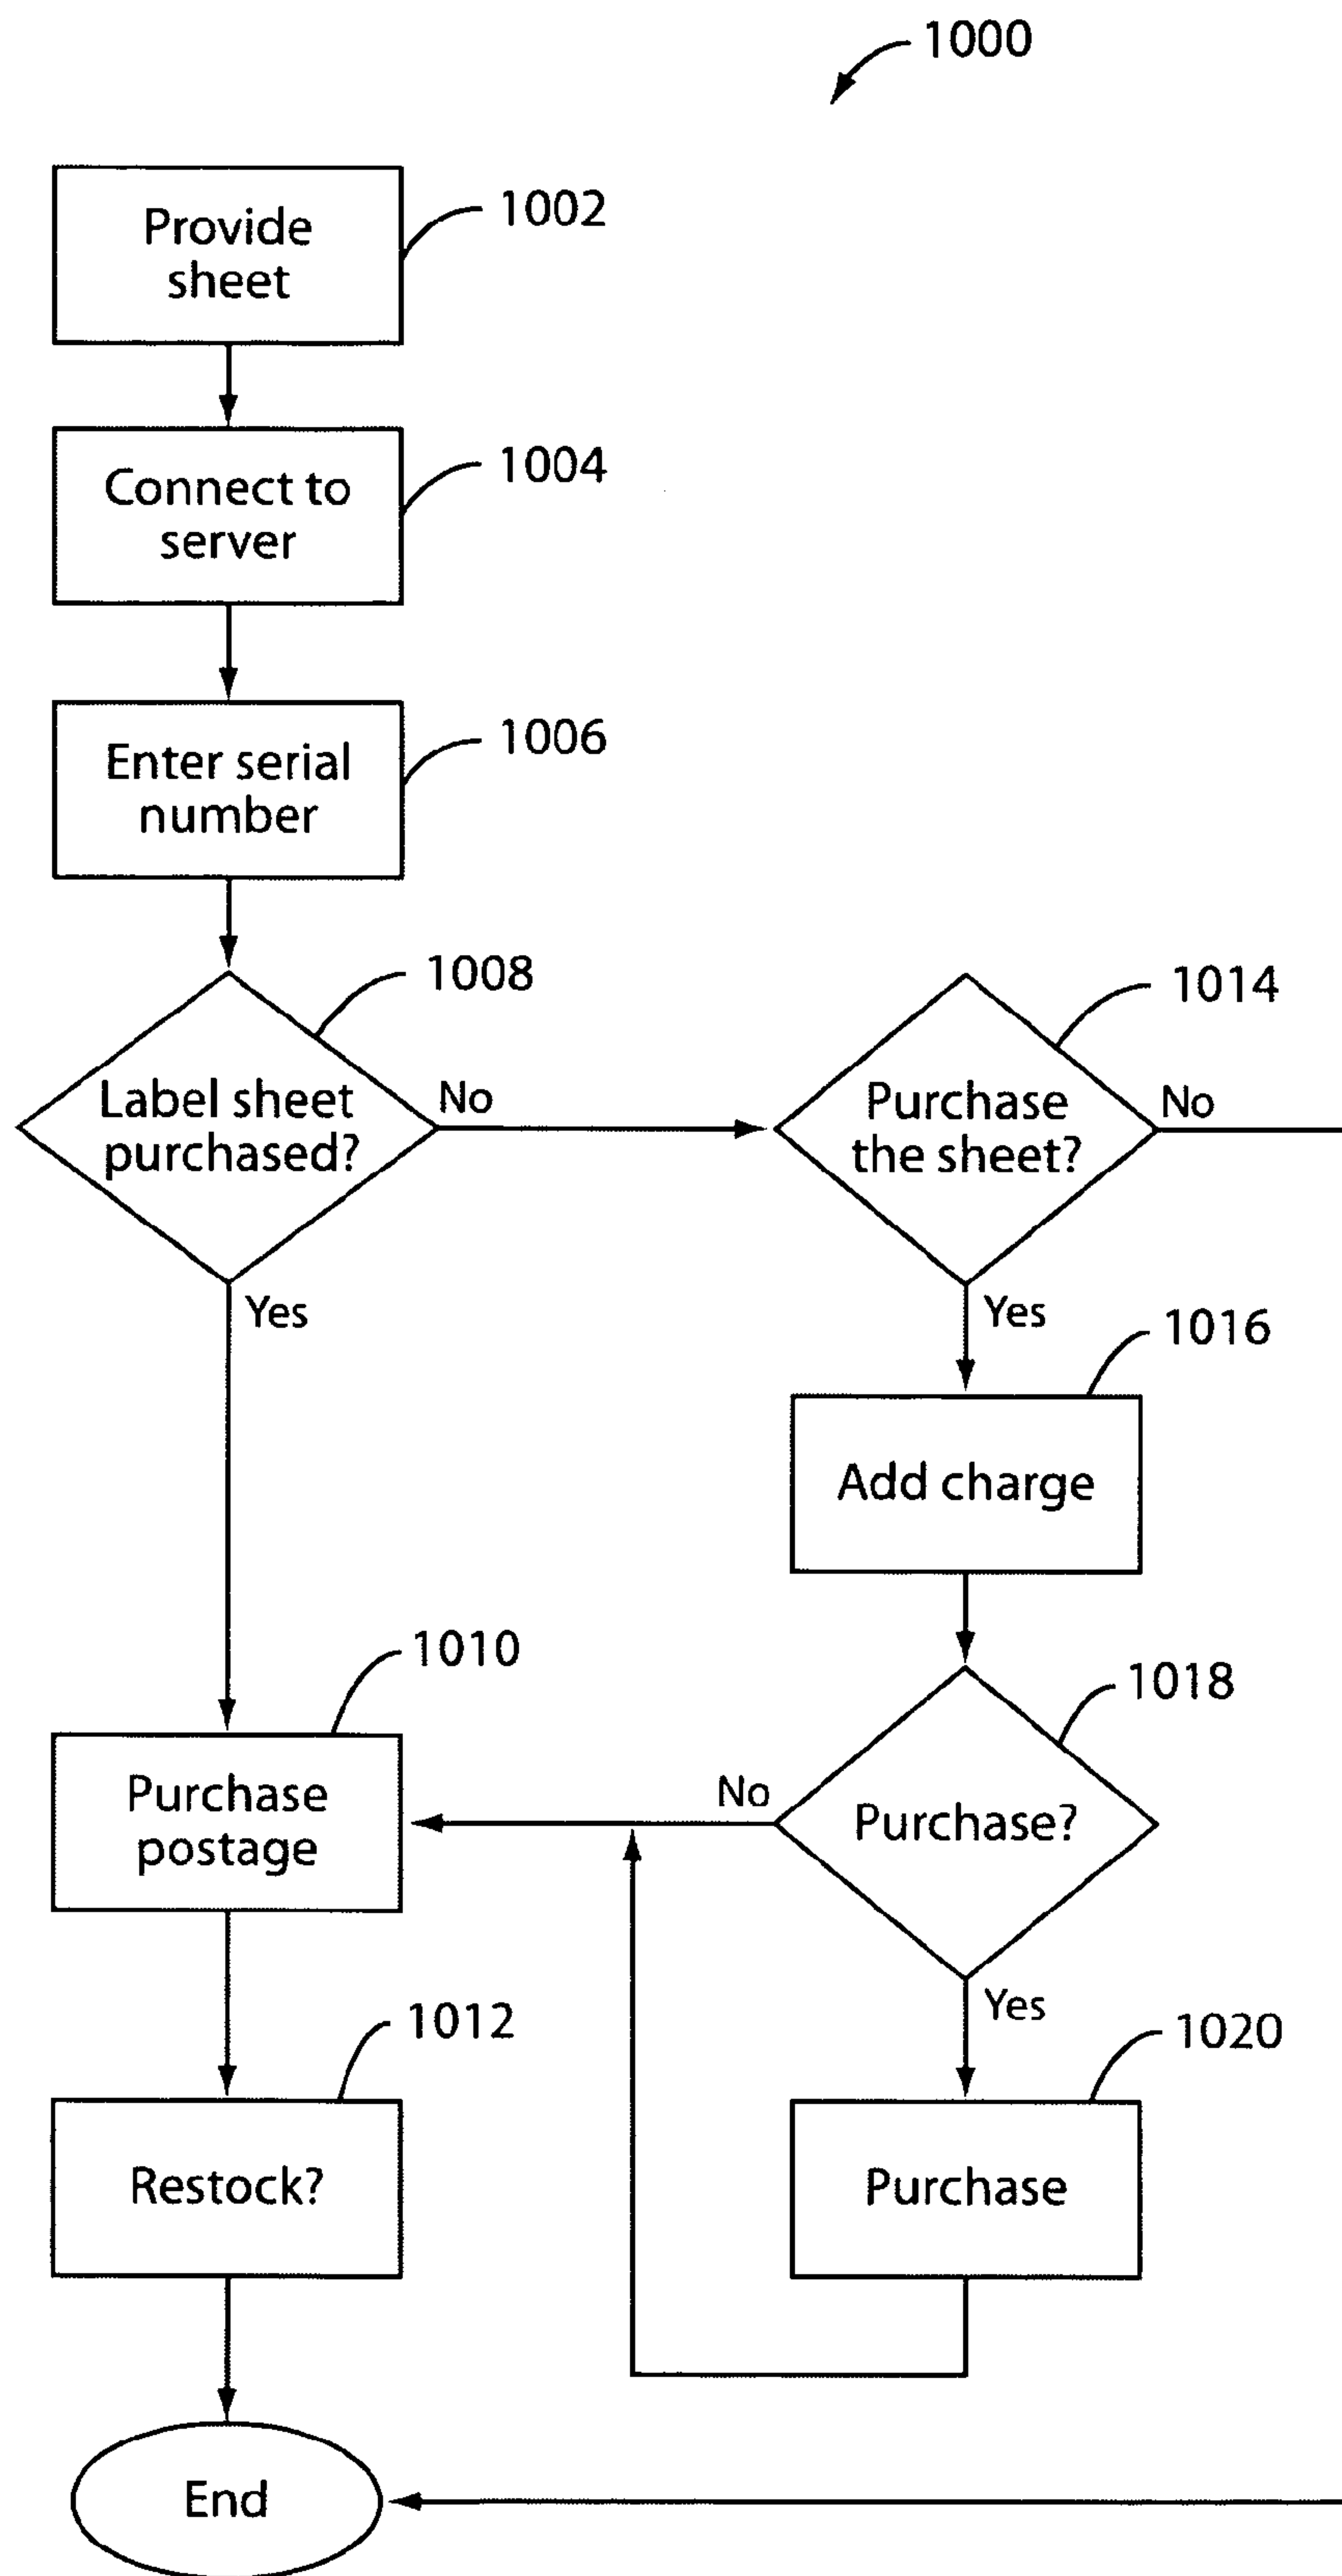 1000
Provide
sheet
1002
Connect to
server
1004
Enter serial
number
1006
Label sheet
purchased?
1008
No
Yes
Purchase
the sheet?
1014
No
Yes
Add charge
1016
Purchase
postage
1010
Purchase?
1018
No
Yes
Restock?
1012
Purchase
1020
End